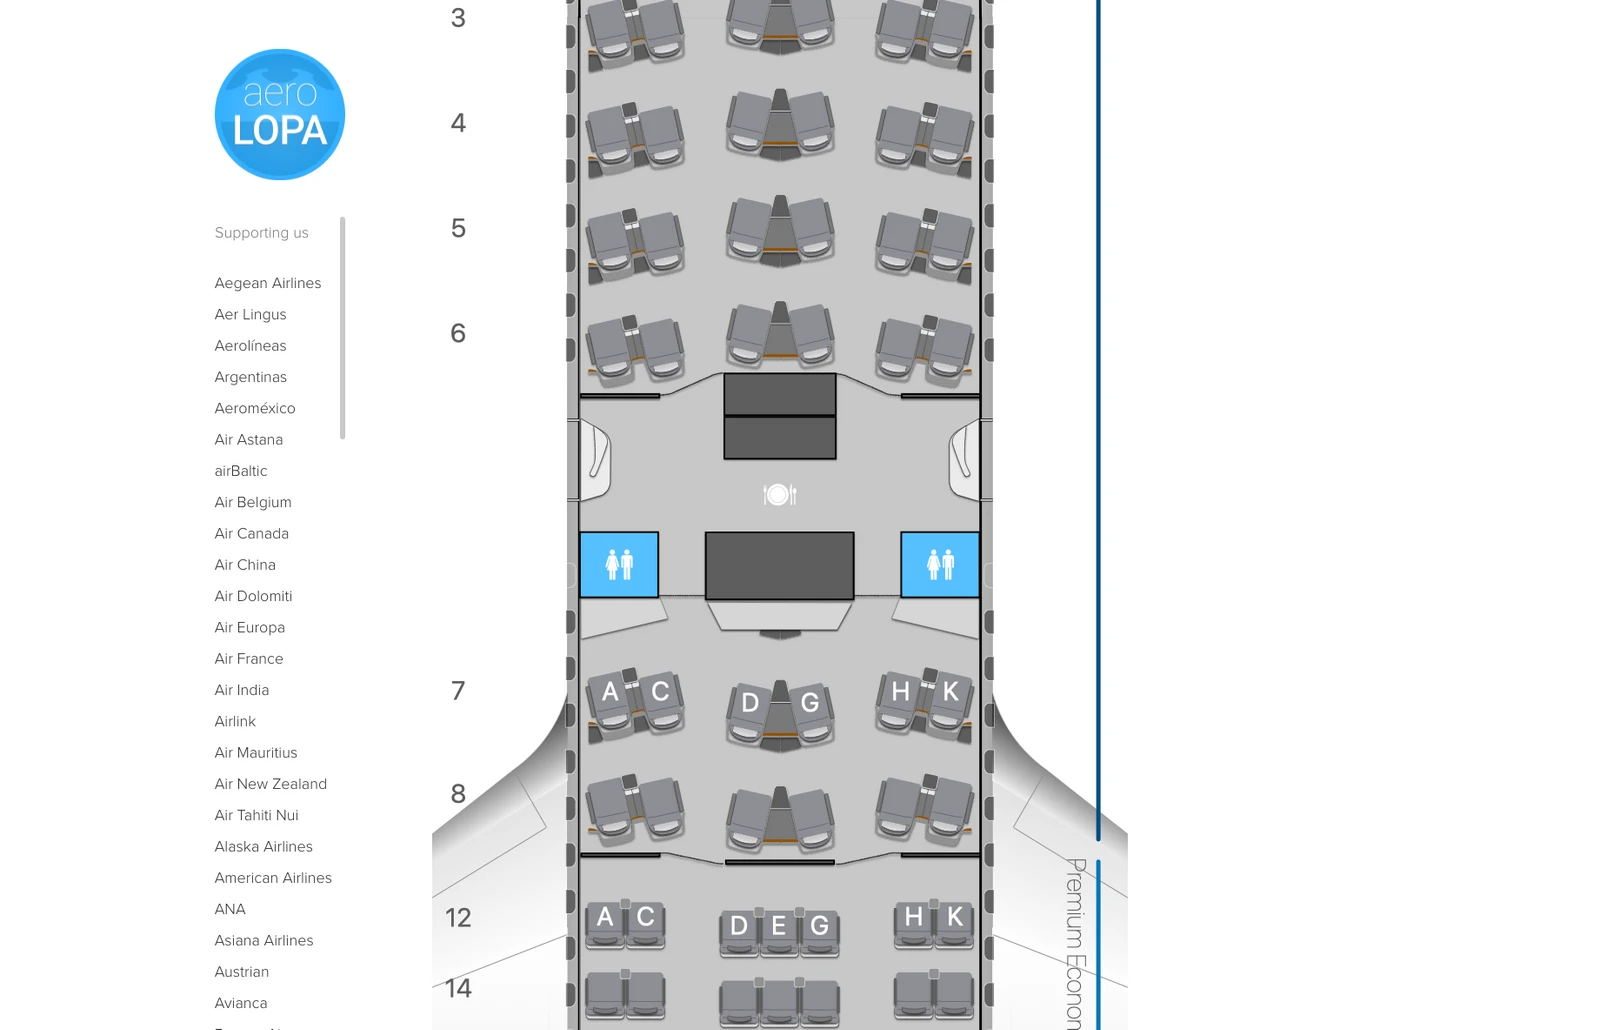 aero
LOPA
Supporting us
Aegean Airlines
Aer Lingus
Aerolíneas
Argentinas
Aeroméxico
Air Astana
airBaltic
Air Belgium
Air Canada
Air China
Air Dolomiti
Air Europa
Air France
Air India
Airlink
Air Mauritius
Air New Zealand
Air Tahiti Nui
Alaska Airlines
American Airlines
ANA
Asiana Airlines
Austrian
Avianca
3
4
5
6
7
A C D G H K
8
12
A C D E G H K
14
Premium Econom